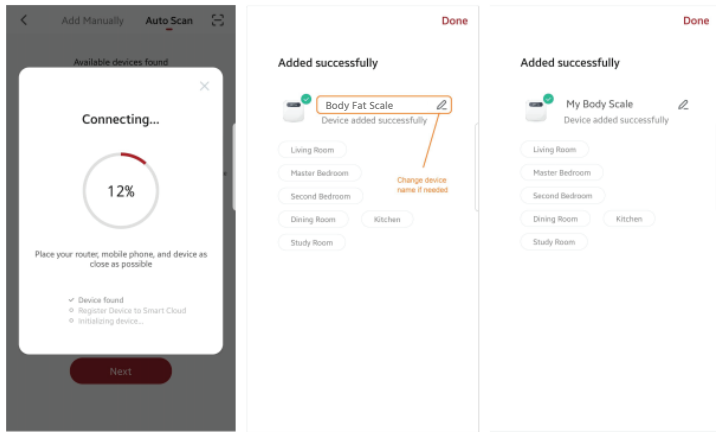 Add Manually Auto Scan
Available devices found
Connecting...
12%
Place your router, mobile phone, and device as
close as possible
Device found
Register Device to Smart Cloud
Initializing device...
Next
Done
Added successfully
Body Fat Scale
Device added successfully
Living Room
Master Bedroom
Change device
name if needed
Second Bedroom
Dining Room Kitchen
Study Room
Done
Added successfully
My Body Scale
Device added successfully
Living Room
Master Bedroom
Second Bedroom
Dining Room Kitchen
Study Room